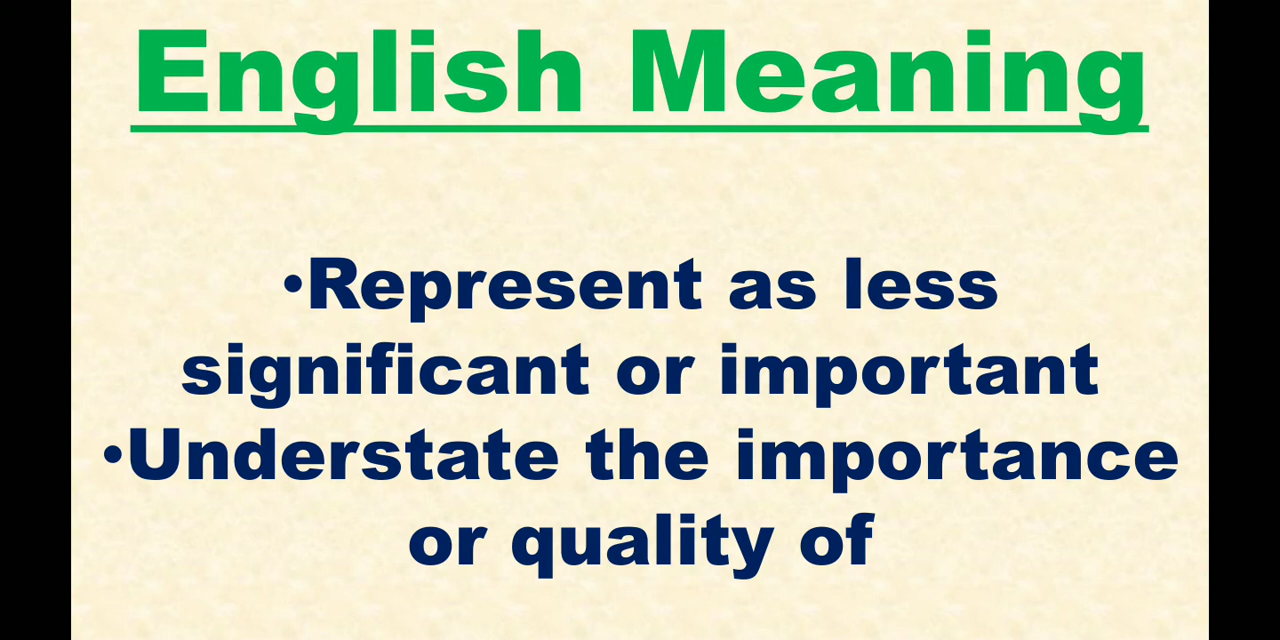 English Meaning
•Represent as less
significant or important
•Understate the importance
or quality of